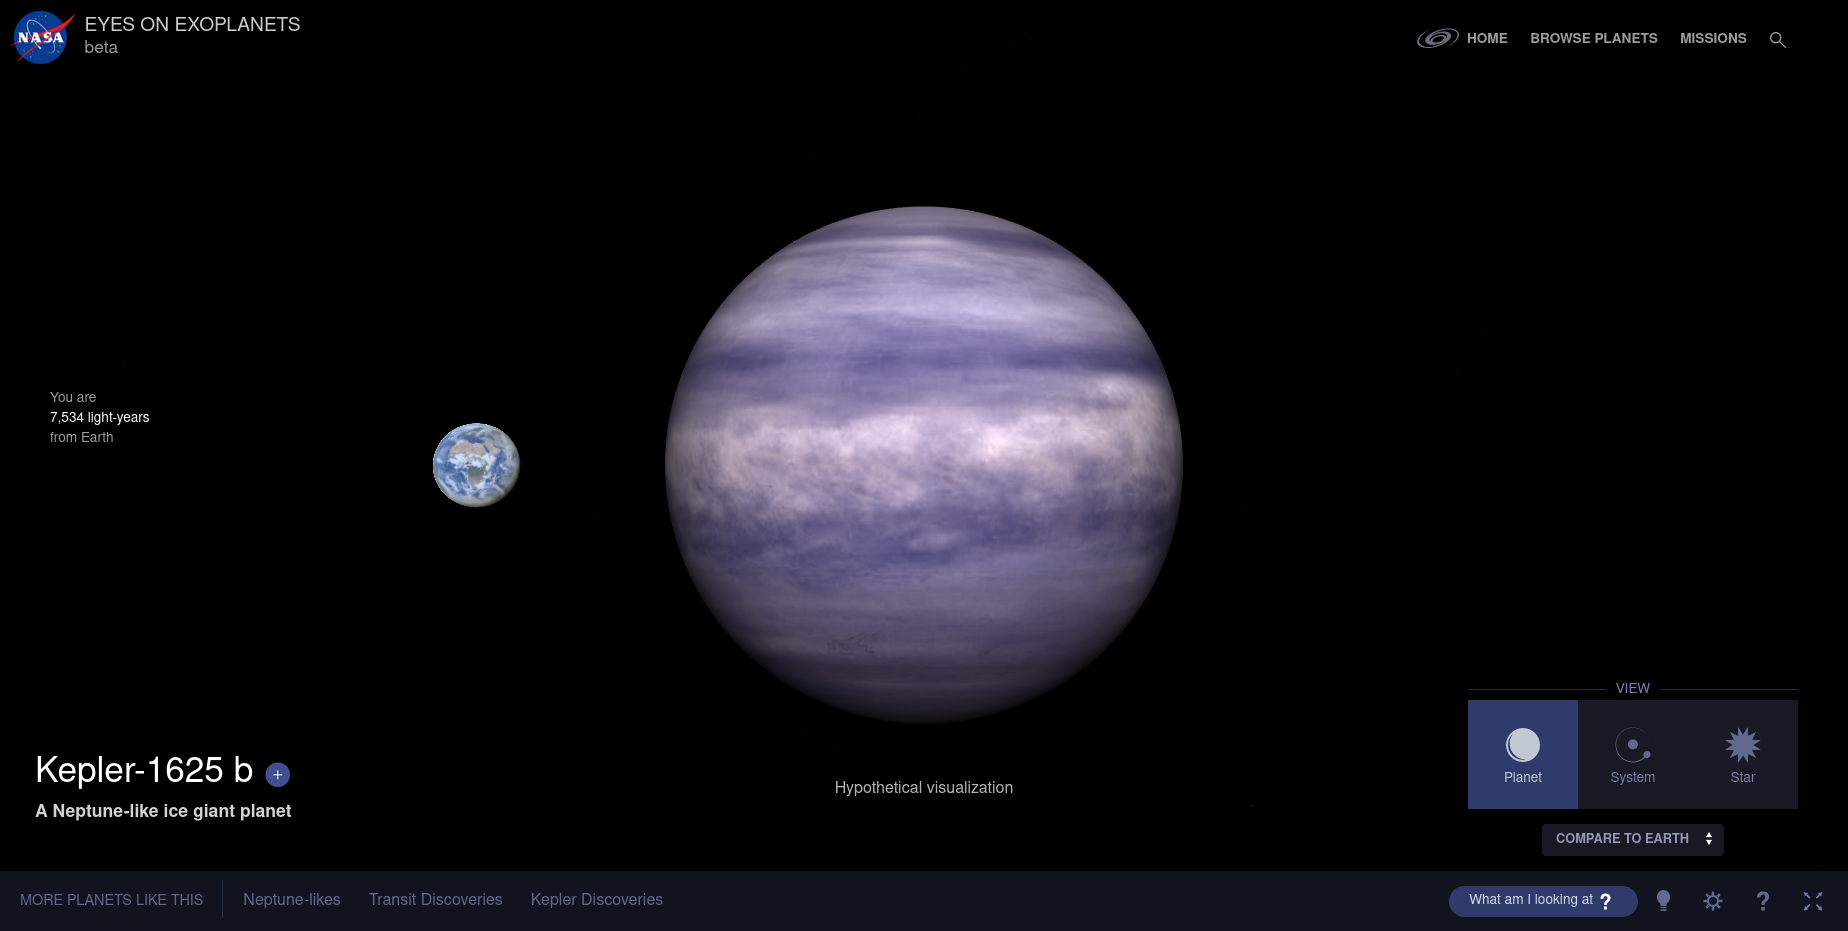 NASA
EYES ON EXOPLANETS
beta
HOME BROWSE PLANETS MISSIONS
You are
7,534 light-years
from Earth
Kepler-1625 b +
A Neptune-like ice giant planet
Hypothetical visualization
VIEW
Planet System Star
COMPARE TO EARTH
MORE PLANETS LIKE THIS Neptune-likes Transit Discoveries Kepler Discoveries
What am I looking at ? ?